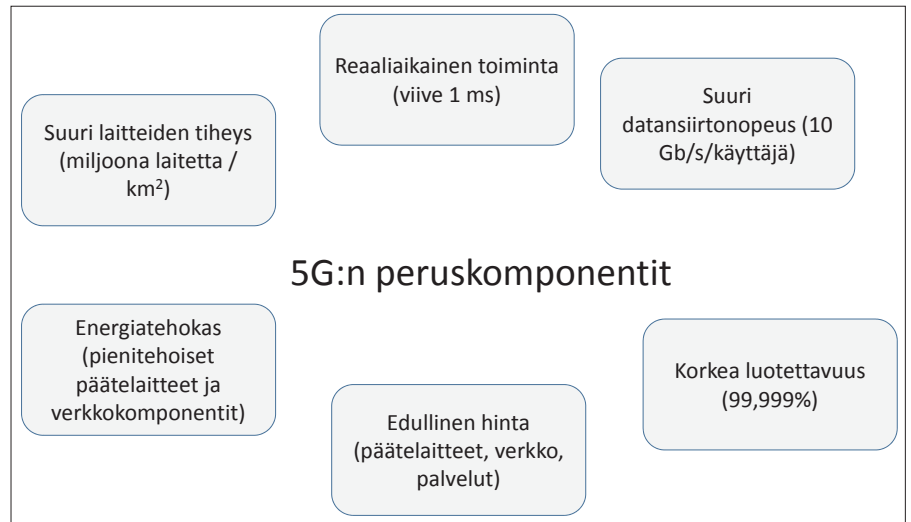 Reaaliaikainen toiminta
(viive 1 ms)
Suuri
datansiirtonopeus (10
Gb/s/käyttäjä)
Suuri laitteiden tiheys
(miljoona laitetta /
km²)
5G:n peruskomponentit
Energiatehokas
(pienitehoiset
päätelaitteet ja
verkkokomponentit)
Edullinen hinta
(päätelaitteet, verkko,
palvelut)
Korkea luotettavuus
(99,999%)